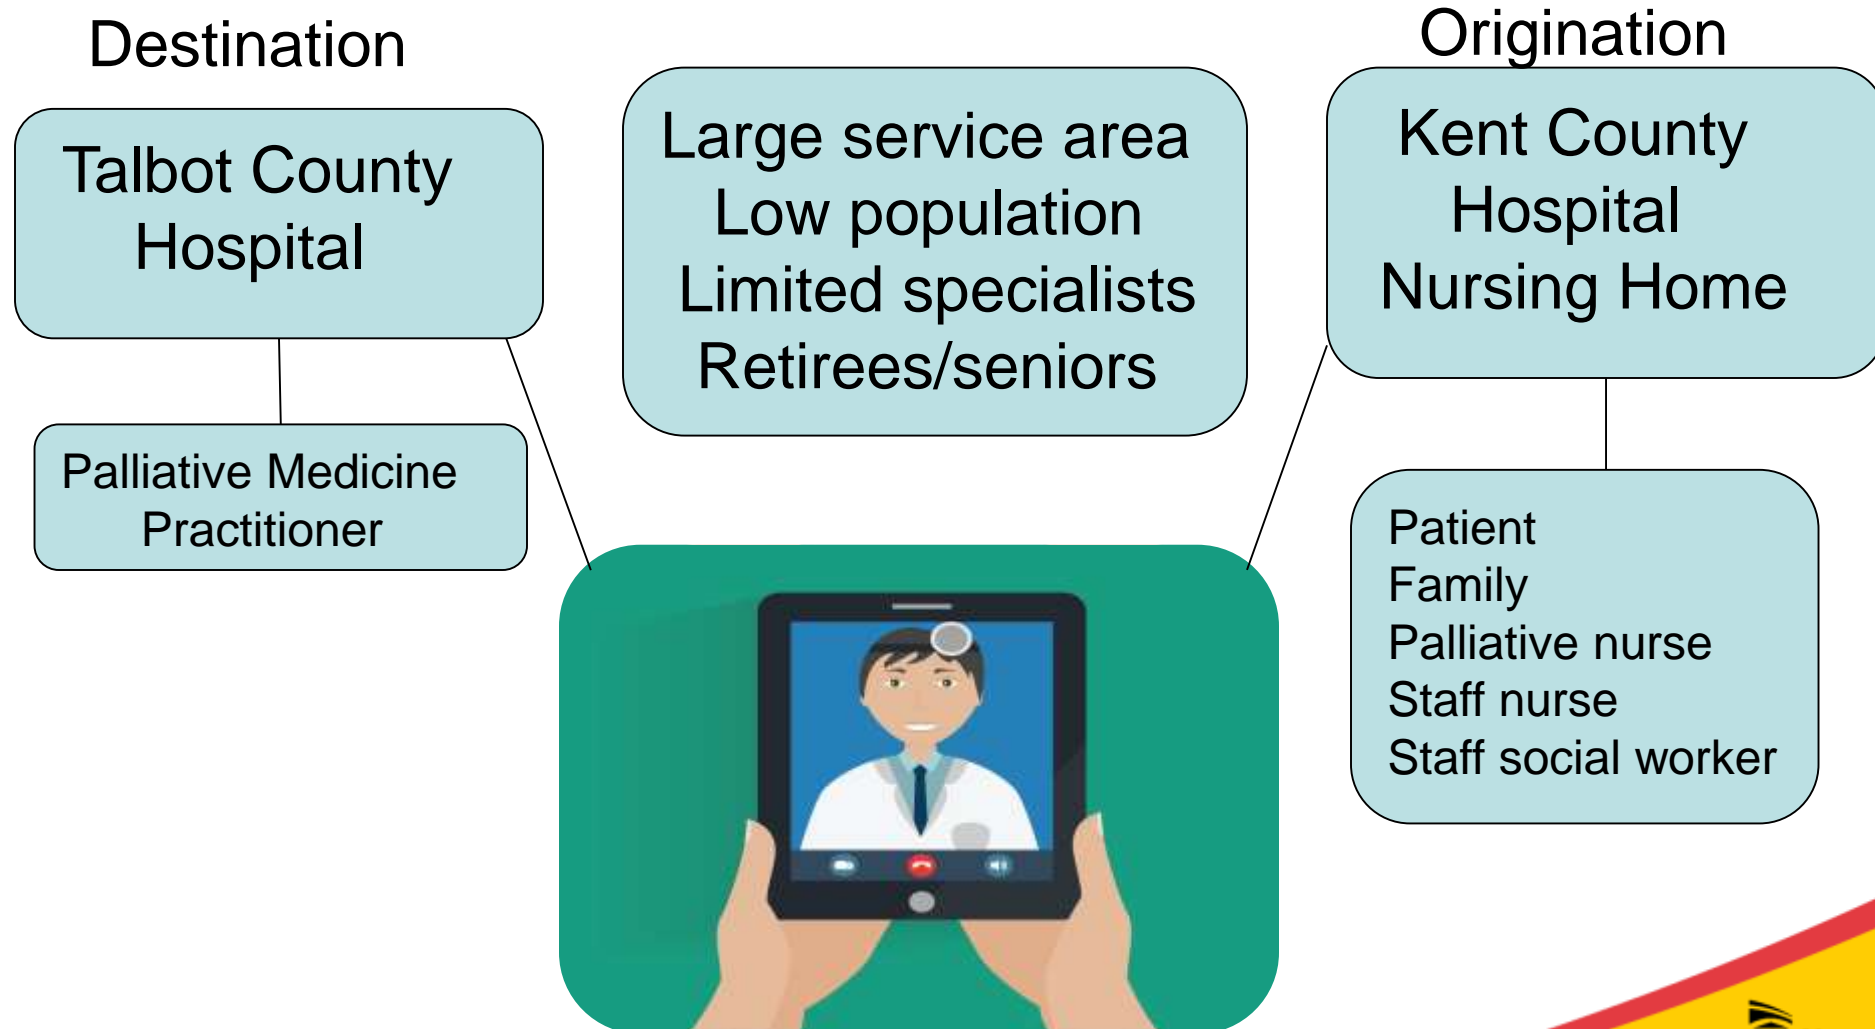 Destination
Talbot County
Hospital
Palliative Medicine
Practitioner
Large service area
Low population
Limited specialists
Retirees/seniors
Origination
Kent County
Hospital
Nursing Home
Patient
Family
Palliative nurse
Staff nurse
Staff social worker